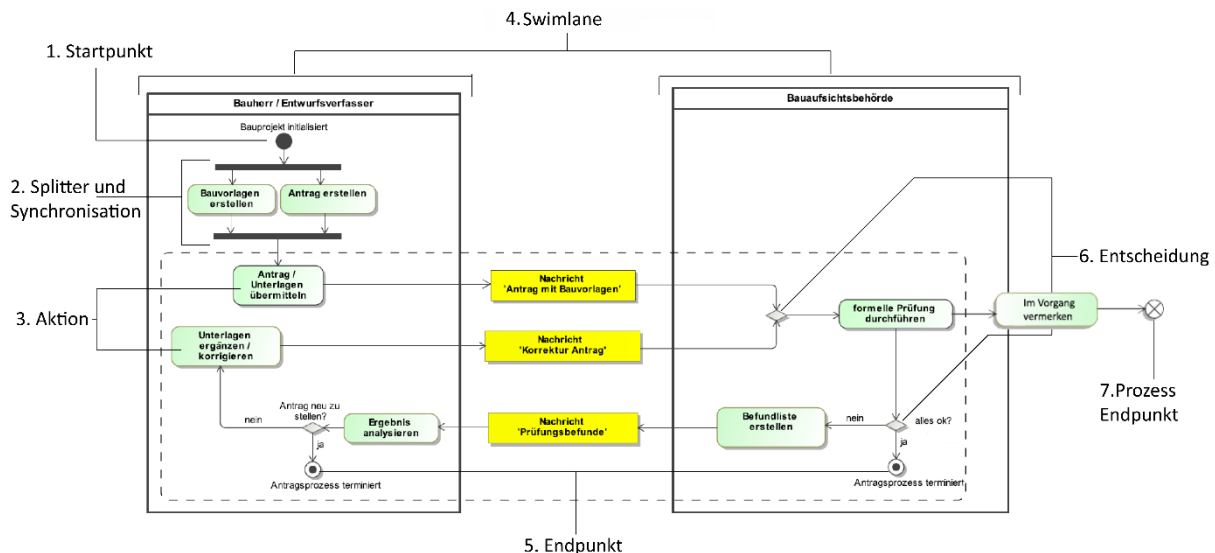 4.Swimlane
1. Startpunkt
Bauherr / Entwurfsverfasser
Bauaufsichtsbehörde
Bauprojekt initialisiert
2. Splitter und
Synchronisation
Bauvorlagen
erstellen
Antrag erstellen
6. Entscheidung
Antrag /
Unterlagen
übermitteln
Nachricht
'Antrag mit Bauvorlagen'
formelle Prüfung
durchführen
Im Vorgang
vermerken
3. Aktion
Unterlagen
ergänzen /
korrigieren
Nachricht
'Korrektur Antrag'
7.Prozess
Endpunkt
Antrag neu zu
stellen?
nein
ja
Ergebnis
analysieren
Nachricht
'Prüfungsbefunde'
Befundliste
erstellen
nein
alles ok?
ja
Antragsprozess terminiert
Antragsprozess terminiert
5. Endpunkt